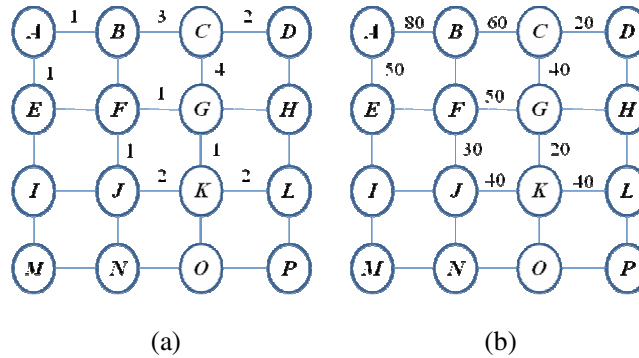 A 1 B 3 C 2 D
1 4
E F 1 G H
1 1
I J 2 K 2 L
M N O P
(a)
A 80 B 60 C 20 D
50 40
E F 50 G H
30 20
I J 40 K 40 L
M N O P
(b)